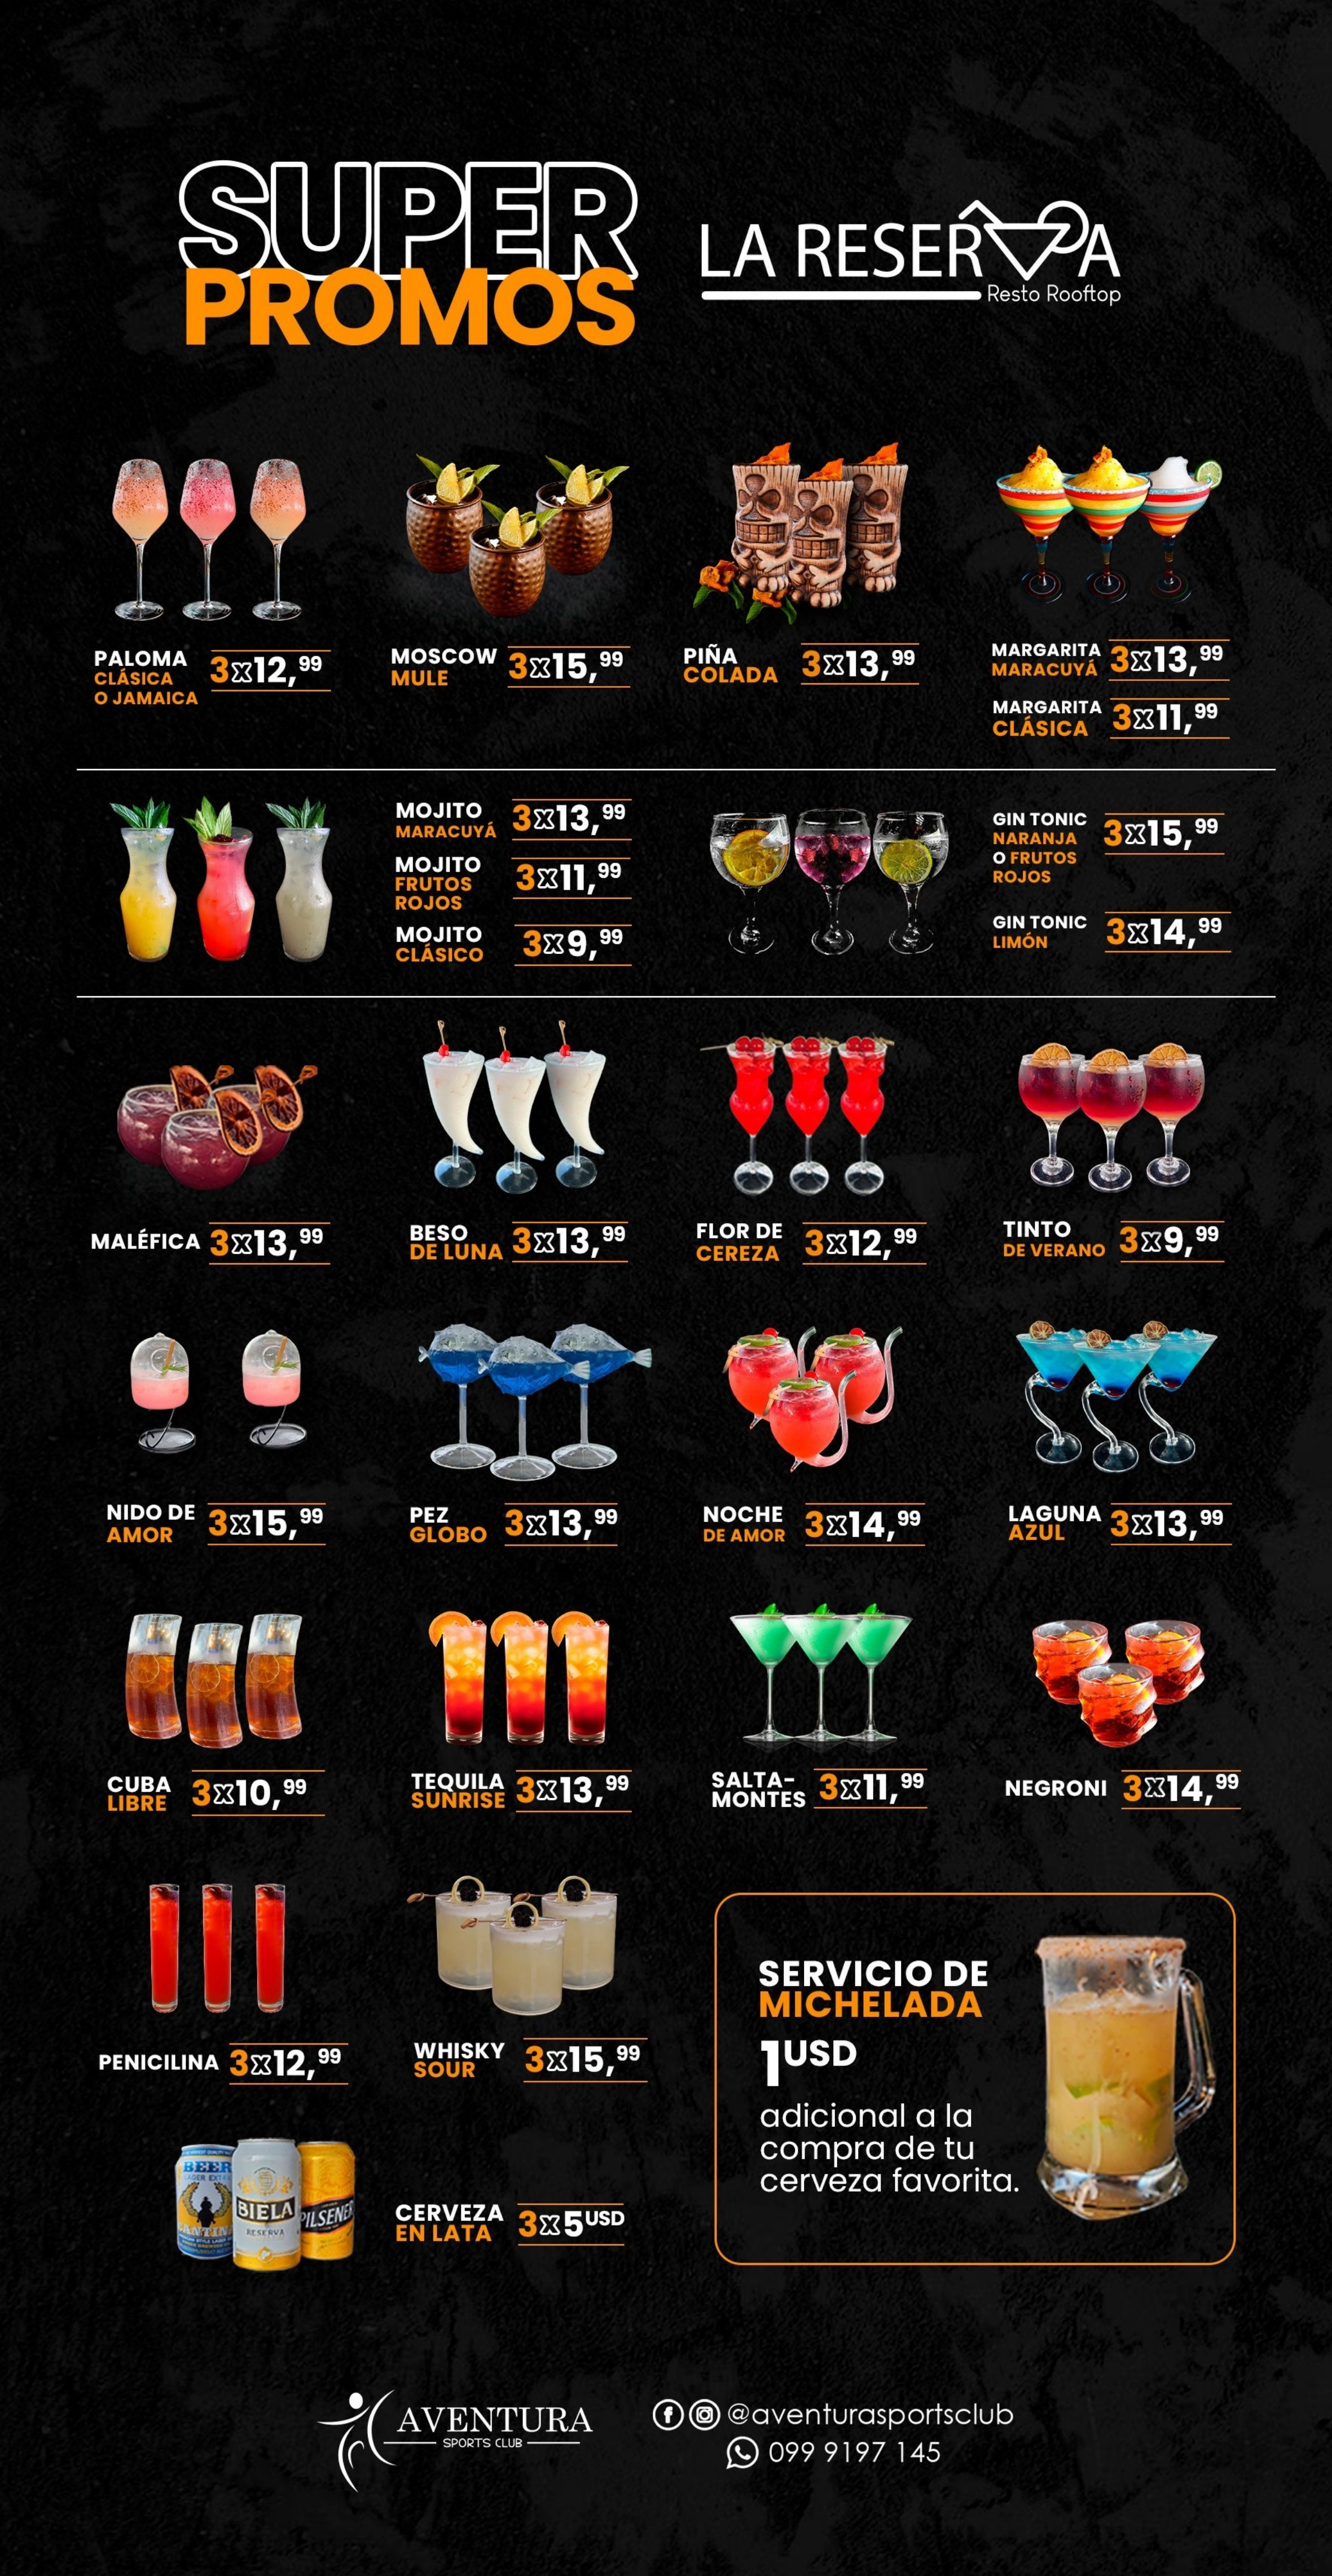 SUPER
PROMOS
LA RESERVA
Resto Rooftop
PALOMA
CLÁSICA
O JAMAICA
3x12,99
MOSCOW
MULE
3x15,99
PIÑA
COLADA
3x13,99
MARGARITA
MARACUYÁ
3x13,99
MARGARITA
CLÁSICA
3x11,99
MOJITO
MARACUYÁ
3x13,99
MOJITO
FRUTOS
ROJOS
3x11,99
MOJITO
CLÁSICO
3x9,99
GIN TONIC
NARANJA
O FRUTOS
ROJOS
3x15,99
GIN TONIC
LIMÓN
3x14,99
MALÉFICA 3x13,99
BESO
DE LUNA
3x13,99
FLOR DE
CEREZA
3x12,99
TINTO
DE VERANO
3x9,99
NIDO DE
AMOR
3x15,99
PEZ
GLOBO
3x13,99
NOCHE
DE AMOR
3x14,99
LAGUNA
AZUL
3x13,99
CUBA
LIBRE
3x10,99
TEQUILA
SUNRISE
3x13,99
SALTA-
MONTES
3x11,99
NEGRONI 3x14,99
PENICILINA 3x12,99
WHISKY
SOUR
3x15,99
SERVICIO DE
MICHELADA
1USD
adicional a la
compra de tu
cerveza favorita.
BEER
BIELA
RESERVA
PILSENER
CERVEZA
EN LATA
3x5USD
AVENTURA
SPORTS CLUB
@aventurasportsclub
099 9197 145